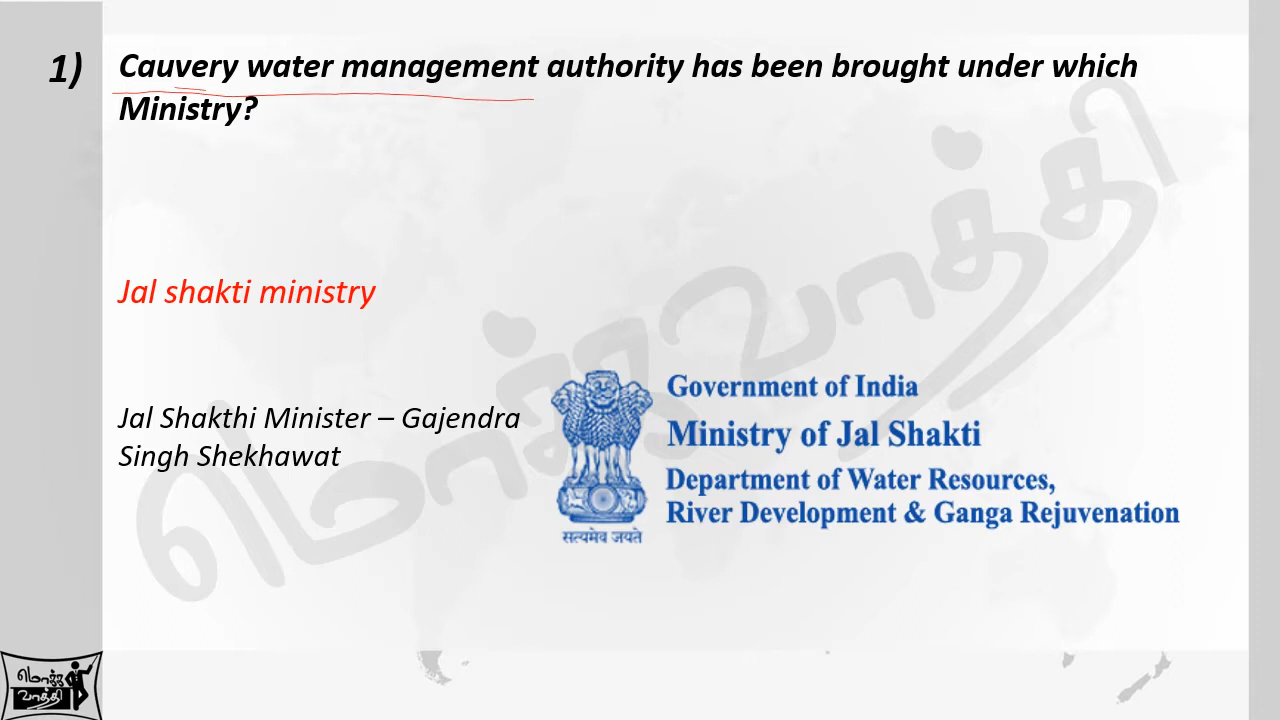 1)
Cauvery water management authority has been brought under which
Ministry?
Jal shakti ministry
Jal Shakthi Minister – Gajendra
Singh Shekhawat
Government of India
Ministry of Jal Shakti
Department of Water Resources,
River Development & Ganga Rejuvenation
सत्यमेव जयते
மொக்க வாத்தி
மொக்க
வாத்தி